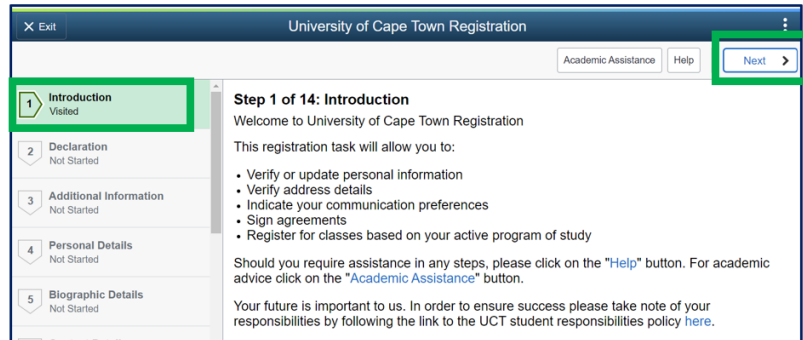 Exit
University of Cape Town Registration
Academic Assistance
Help
Next
1
Introduction
Visited
2
Declaration
Not Started
3
Additional Information
Not Started
4
Personal Details
Not Started
5
Biographic Details
Not Started
Step 1 of 14: Introduction
Welcome to University of Cape Town Registration
This registration task will allow you to:
• Verify or update personal information
• Verify address details
• Indicate your communication preferences
• Sign agreements
• Register for classes based on your active program of study
Should you require assistance in any steps, please click on the "Help" button. For academic
advice click on the "Academic Assistance" button.
Your future is important to us. In order to ensure success please take note of your
responsibilities by following the link to the UCT student responsibilities policy here.